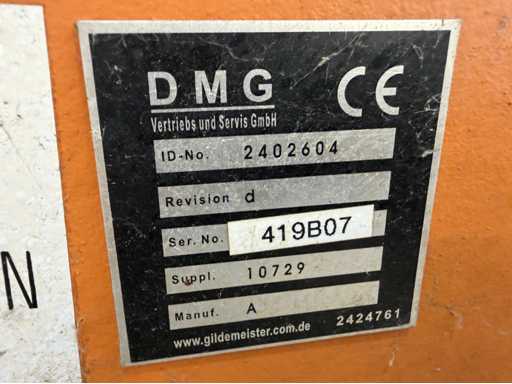 DMG
CE
Vertriebs und Servis GmbH
ID-No. 2402604
Revision d
Ser. No. 419B07
Suppl. 10729
Manuf. A
www.gildemeister.com.de 2424761
N